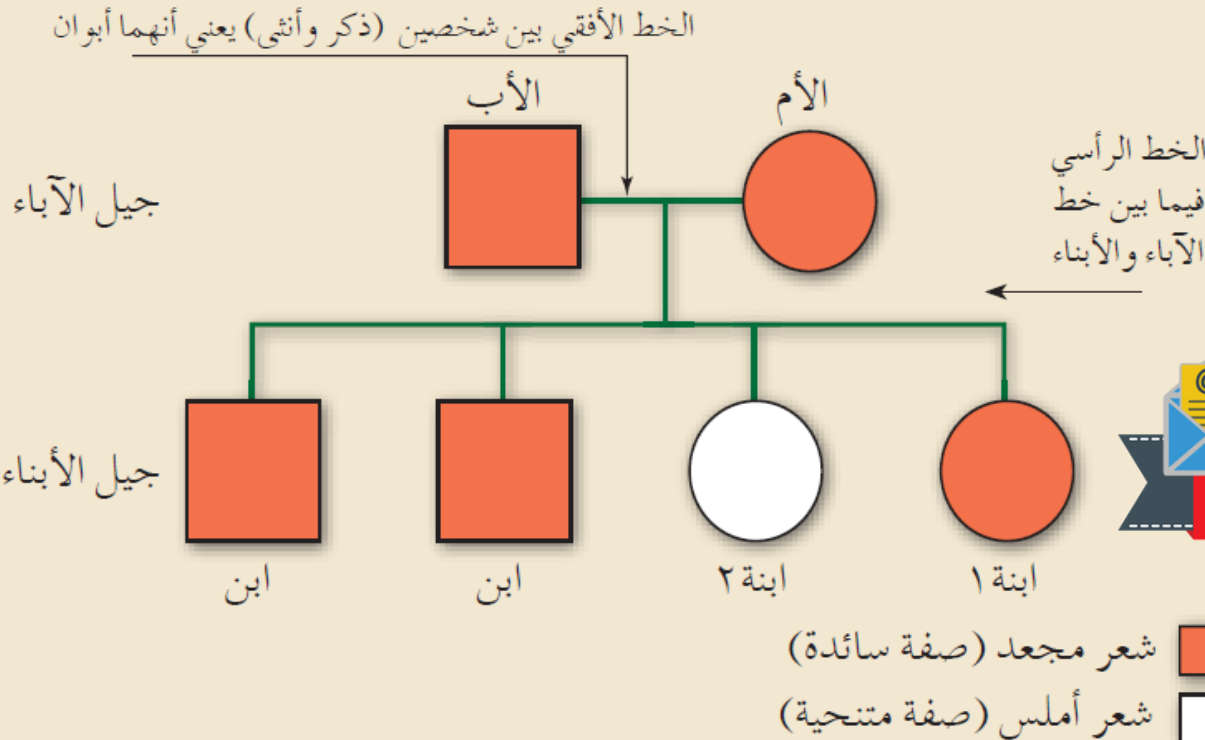 الخط الأفقي بين شخصين (ذكر وأنثى) يعني أنهما أبوان
الأم
الأب
الخط الرأسي
فيما بين خط
الآباء والأبناء
جيل الآباء
جيل الأبناء
ابنة ١
ابنة ٢
ابن
ابن
شعر مجعد (صفة سائدة)
شعر أملس (صفة متنحية)